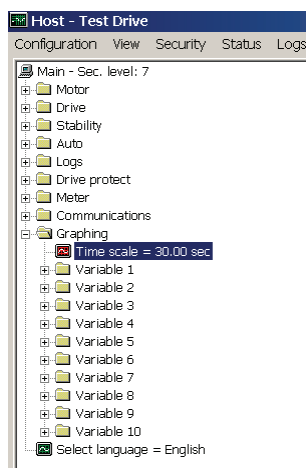 Host - Test Drive
Configuration View Security Status Logs
Main - Sec. level: 7
Motor
Drive
Stability
Auto
Logs
Drive protect
Meter
Communications
Graphing
Time scale = 30.00 sec
Variable 1
Variable 2
Variable 3
Variable 4
Variable 5
Variable 6
Variable 7
Variable 8
Variable 9
Variable 10
Select language = English